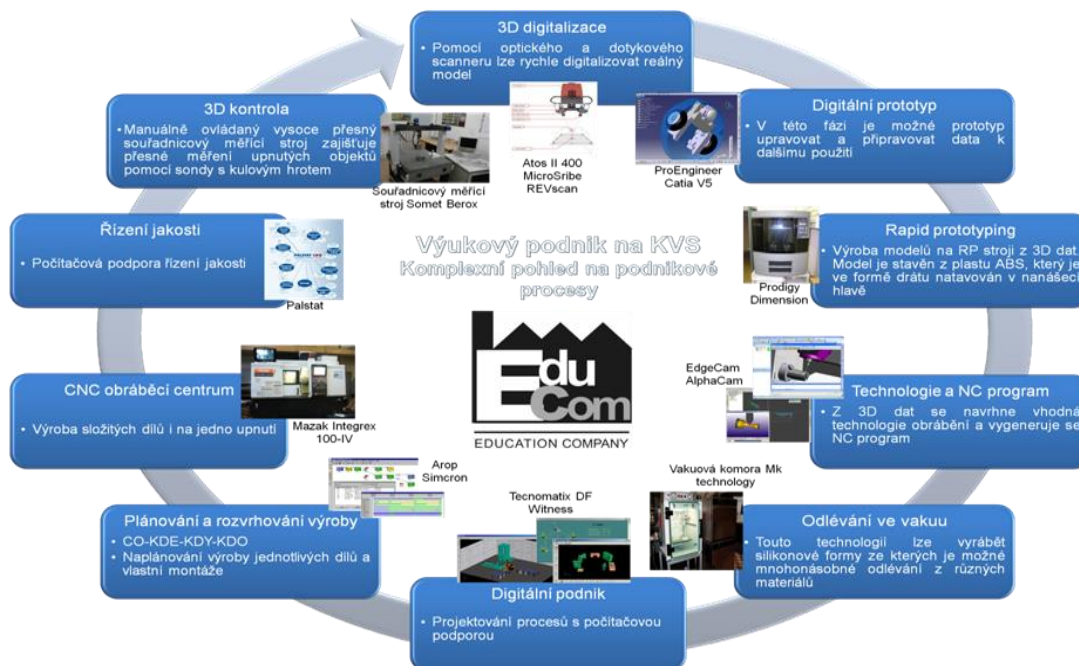 3D digitalizace
• Pomocí optického a dotykového
scanneru lze rychle digitalizovat reálný
model
Atos II 400
MicroSribe
REVscan
Digitální prototyp
• V této fázi je možné prototyp
upravovat a připravovat data k
dalšímu použití
ProEngineer
Catia V5
Rapid prototyping
• Výroba modelů na RP stroji z 3D dat.
Model je stavěn z plastu ABS, který je
ve formě drátu natavován v nanášecí
hlavě
Prodigy
Dimension
Technologie a NC program
• Z 3D dat se navrhne vhodná
technologie obrábění a vygeneruje se
NC program
EdgeCam
AlphaCam
Odlévání ve vakuu
• Touto technologií lze vyrábět
silikonové formy ze kterých je možné
mnohonásobné odlévání z různých
materiálů
Vakuová komora Mk
technology
Digitální podnik
• Projektování procesů s počítačovou
podporou
Tecnomatix DF
Witness
Plánování a rozvrhování výroby
• CO-KDE-KDY-KDO
• Naplánování výroby jednotlivých dílů a
vlastní montáže
Arop
Simcron
CNC obráběcí centrum
• Výroba složitých dílů i na jedno upnutí
Mazak Integrex
100-IV
Řízení jakosti
• Počítačová podpora řízení jakosti
Palstat
3D kontrola
• Manuálně ovládaný vysoce přesný
souřadnicový měřící stroj zajišťuje
přesné měření upnutých objektů
pomocí sondy s kulovým hrotem
Souřadnicový měřící
stroj Somet Berox
Výukový podnik na KVS
Komplexní pohled na podnikové
procesy
Edu
Com
EDUCATION COMPANY